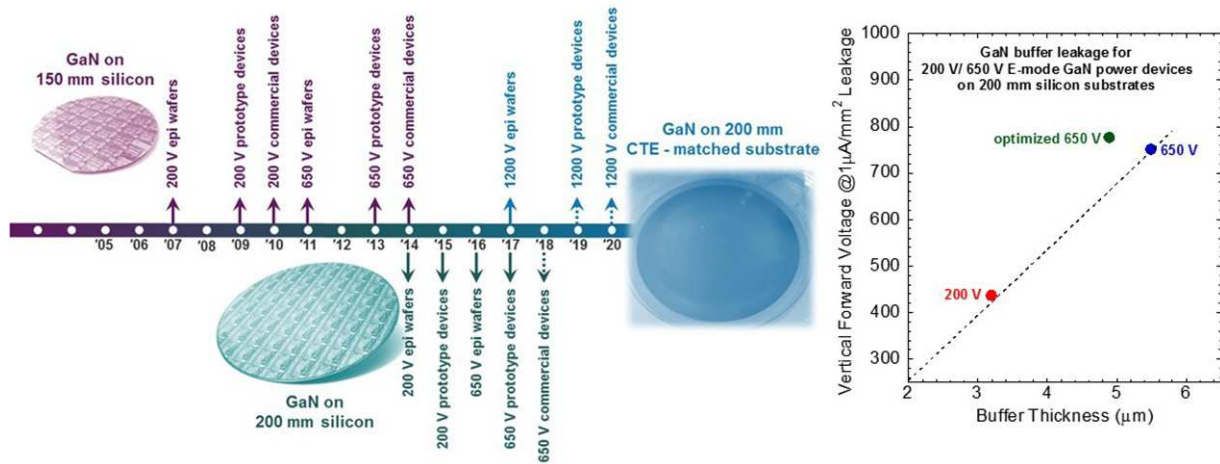 GaN on
150 mm silicon
200 V epi wafers
200 V prototype devices
200 V commercial devices
650 V epi wafers
650 V prototype devices
650 V commercial devices
1200 V epi wafers
1200 V prototype devices
1200 V commercial devices
GaN on 200 mm
CTE - matched substrate
'05 '06 '07 '08 '09 '10 '11 '12 '13 '14 '15 '16 '17 '18 '19 '20
GaN on
200 mm silicon
200 V epi wafers
200 V prototype devices
650 V epi wafers
650 V prototype devices
650 V commercial devices
Vertical Forward Voltage @1μA/mm² Leakage
1000
900
800
700
600
500
400
300
GaN buffer leakage for
200 V/ 650 V E-mode GaN power devices
on 200 mm silicon substrates
optimized 650 V
650 V
200 V
2 3 4 5 6
Buffer Thickness (μm)